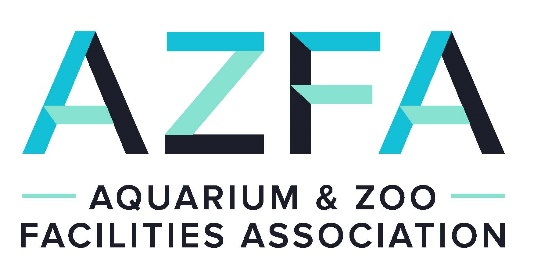 AZFA
AQUARIUM & ZOO
FACILITIES ASSOCIATION